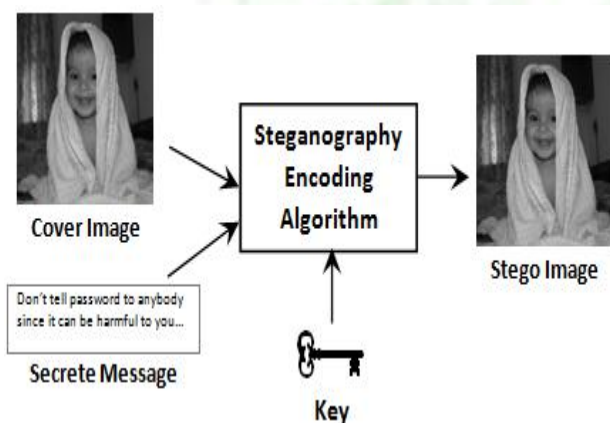 Cover Image
Don't tell password to anybody
since it can be harmful to you...
Secrete Message
Steganography
Encoding
Algorithm
Key
Stego Image